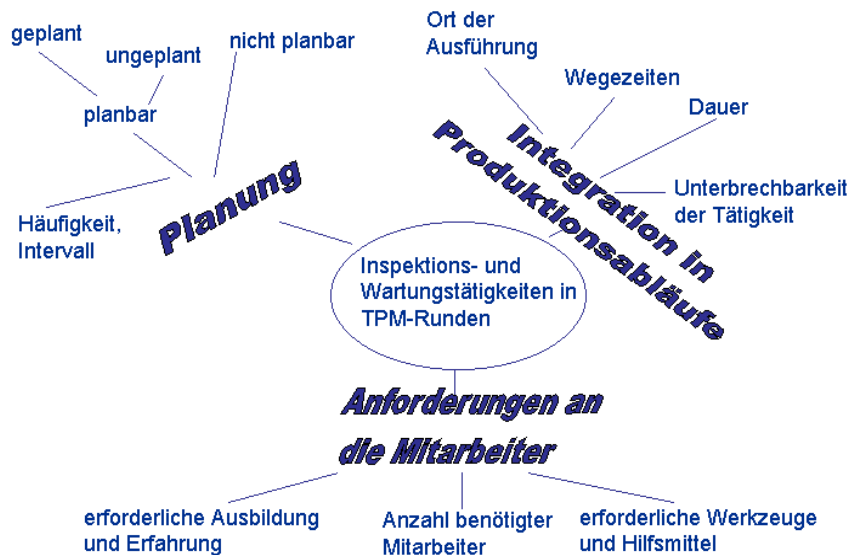 geplant
ungeplant
nicht planbar
planbar
Häufigkeit,
Intervall
Planung
Ort der
Ausführung
Wegezeiten
Dauer
Unterbrechbarkeit
der Tätigkeit
Integration in
Produktionsabläufe
Inspektions- und
Wartungstätigkeiten in
TPM-Runden
Anforderungen an
die Mitarbeiter
erforderliche Ausbildung
und Erfahrung
Anzahl benötigter
Mitarbeiter
erforderliche Werkzeuge
und Hilfsmittel